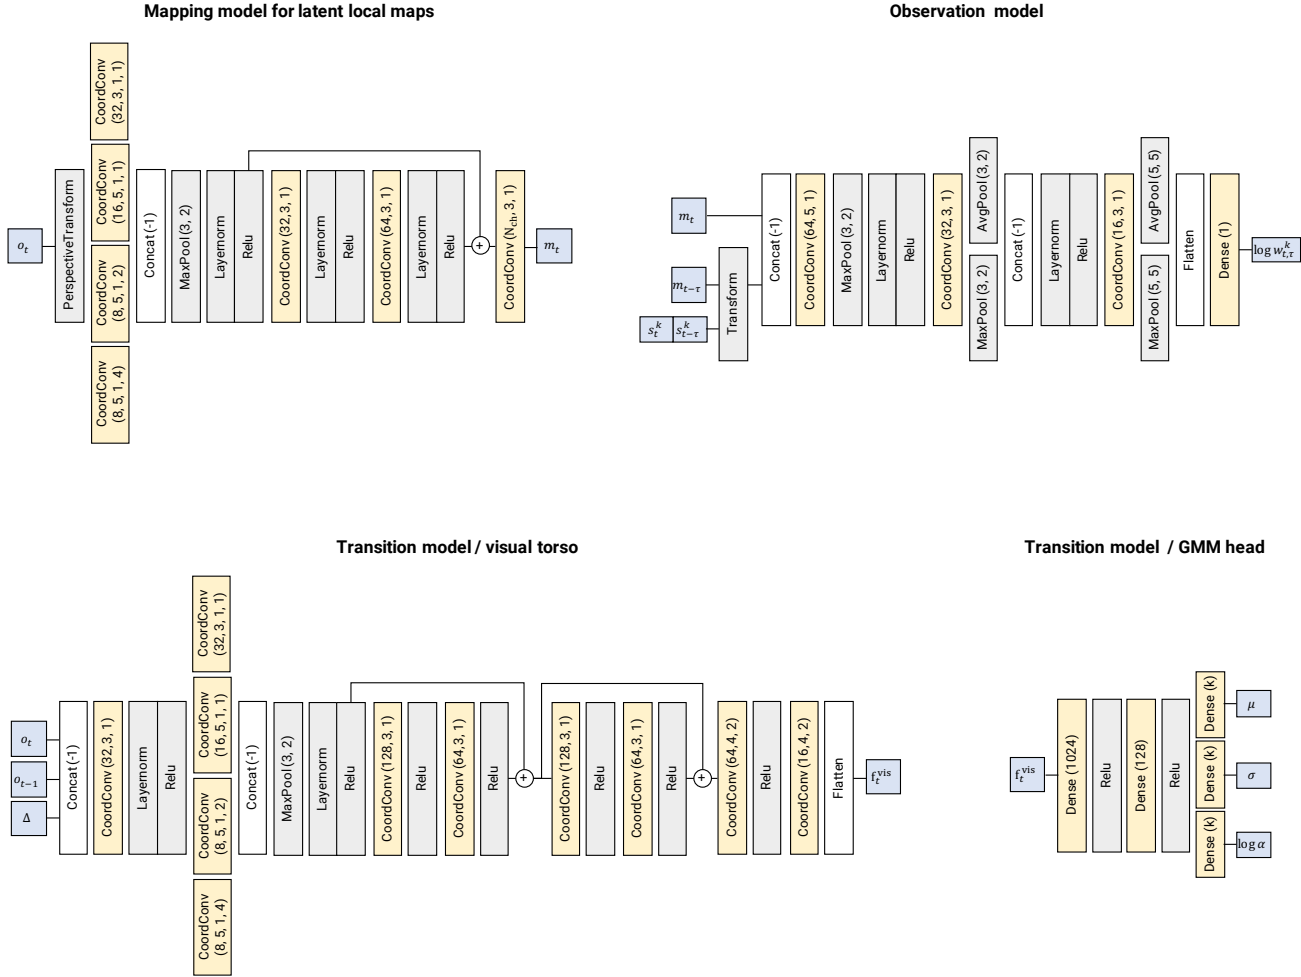 Mapping model for latent local maps
o_t
PerspectiveTransform
CoordConv
(32, 3, 1, 1)
CoordConv
(16, 5, 1, 1)
CoordConv
(8, 5, 1, 2)
CoordConv
(8, 5, 1, 4)
Concat (-1)
MaxPool (3, 2)
Layernorm
Relu
CoordConv (32, 3, 1)
Layernorm
Relu
CoordConv (64, 3, 1)
Layernorm
Relu
+
CoordConv (N_ch, 3, 1)
m_t
Observation model
m_t
m_{t−τ}
s_t^k
s_{t−τ}^k
Transform
Concat (-1)
CoordConv (64, 5, 1)
MaxPool (3, 2)
Layernorm
Relu
CoordConv (32, 3, 1)
AvgPool (3, 2)
MaxPool (3, 2)
Concat (-1)
Layernorm
Relu
CoordConv (16, 3, 1)
AvgPool (5, 5)
MaxPool (5, 5)
Flatten
Dense (1)
log w_{t,τ}^k
Transition model / visual torso
o_t
o_{t−1}
Δ
Concat (-1)
CoordConv (32, 3, 1)
Layernorm
Relu
CoordConv
(32, 3, 1, 1)
CoordConv
(16, 5, 1, 1)
CoordConv
(8, 5, 1, 2)
CoordConv
(8, 5, 1, 4)
Concat (-1)
MaxPool (3, 2)
Layernorm
Relu
CoordConv (128, 3, 1)
Relu
CoordConv (64, 3, 1)
Relu
+
CoordConv (128, 3, 1)
Relu
CoordConv (64, 3, 1)
Relu
+
CoordConv (64, 4, 2)
Relu
CoordConv (16, 4, 2)
Flatten
f_t^vis
Transition model / GMM head
f_t^vis
Dense (1024)
Relu
Dense (128)
Relu
Dense (k)
Dense (k)
Dense (k)
μ
σ
log α